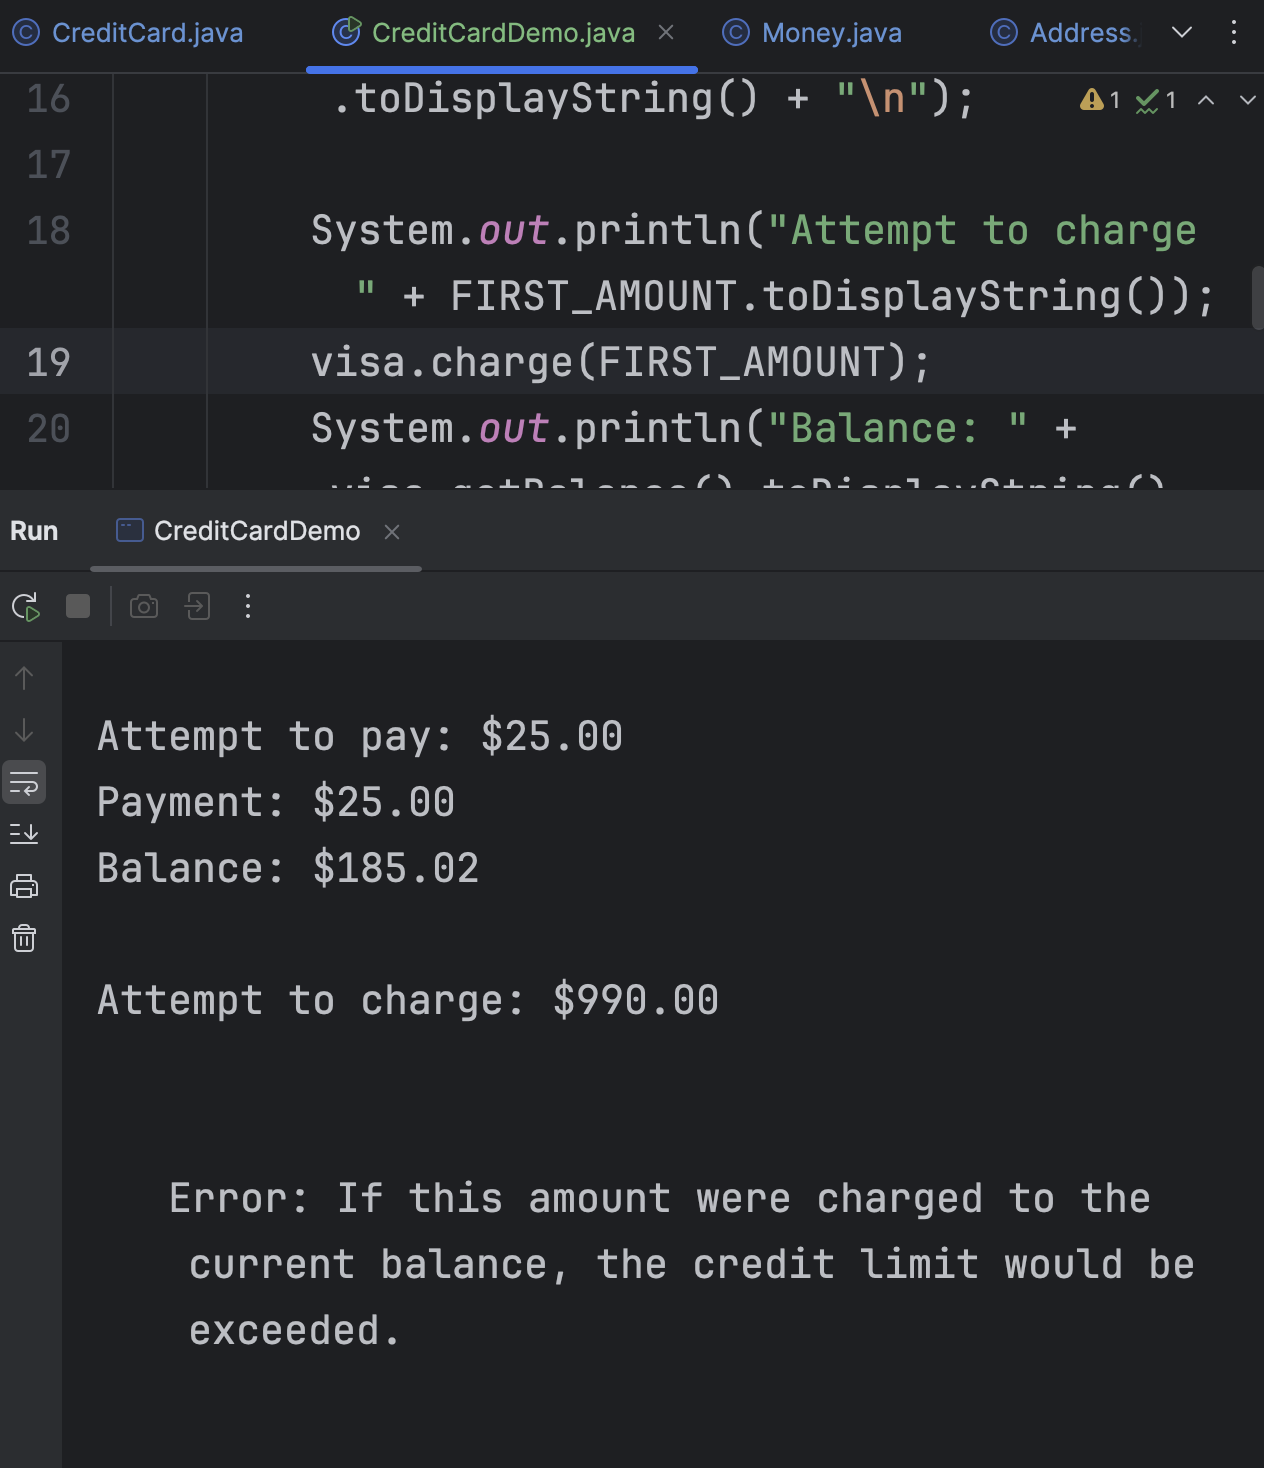 CreditCard.java CreditCardDemo.java Money.java Address.
16 .toDisplayString() + "\n"); 1 1
17
18 System.out.println("Attempt to charge
" + FIRST_AMOUNT.toDisplayString());
19 visa.charge(FIRST_AMOUNT);
20 System.out.println("Balance: " +
visa.getBalance().toDisplayString()
Run CreditCardDemo
Attempt to pay: $25.00
Payment: $25.00
Balance: $185.02
Attempt to charge: $990.00
Error: If this amount were charged to the
current balance, the credit limit would be
exceeded.